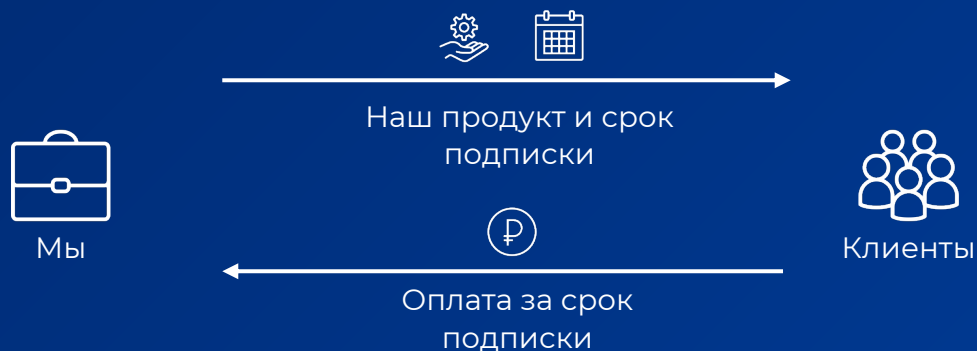 Наш продукт и срок
подписки
Мы
Клиенты
Оплата за срок
подписки